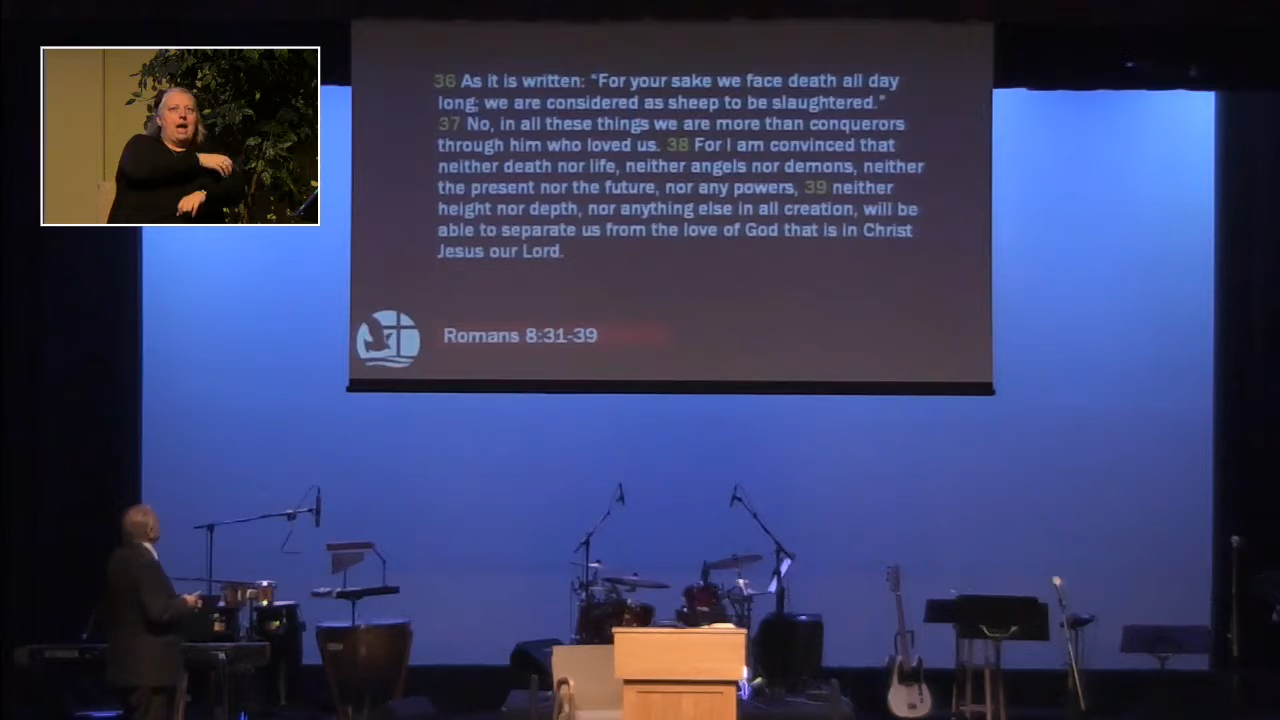 36 As it is written: “For your sake we face death all day
long; we are considered as sheep to be slaughtered.”
37 No, in all these things we are more than conquerors
through him who loved us. 38 For I am convinced that
neither death nor life, neither angels nor demons, neither
the present nor the future, nor any powers, 39 neither
height nor depth, nor anything else in all creation, will be
able to separate us from the love of God that is in Christ
Jesus our Lord.
Romans 8:31-39